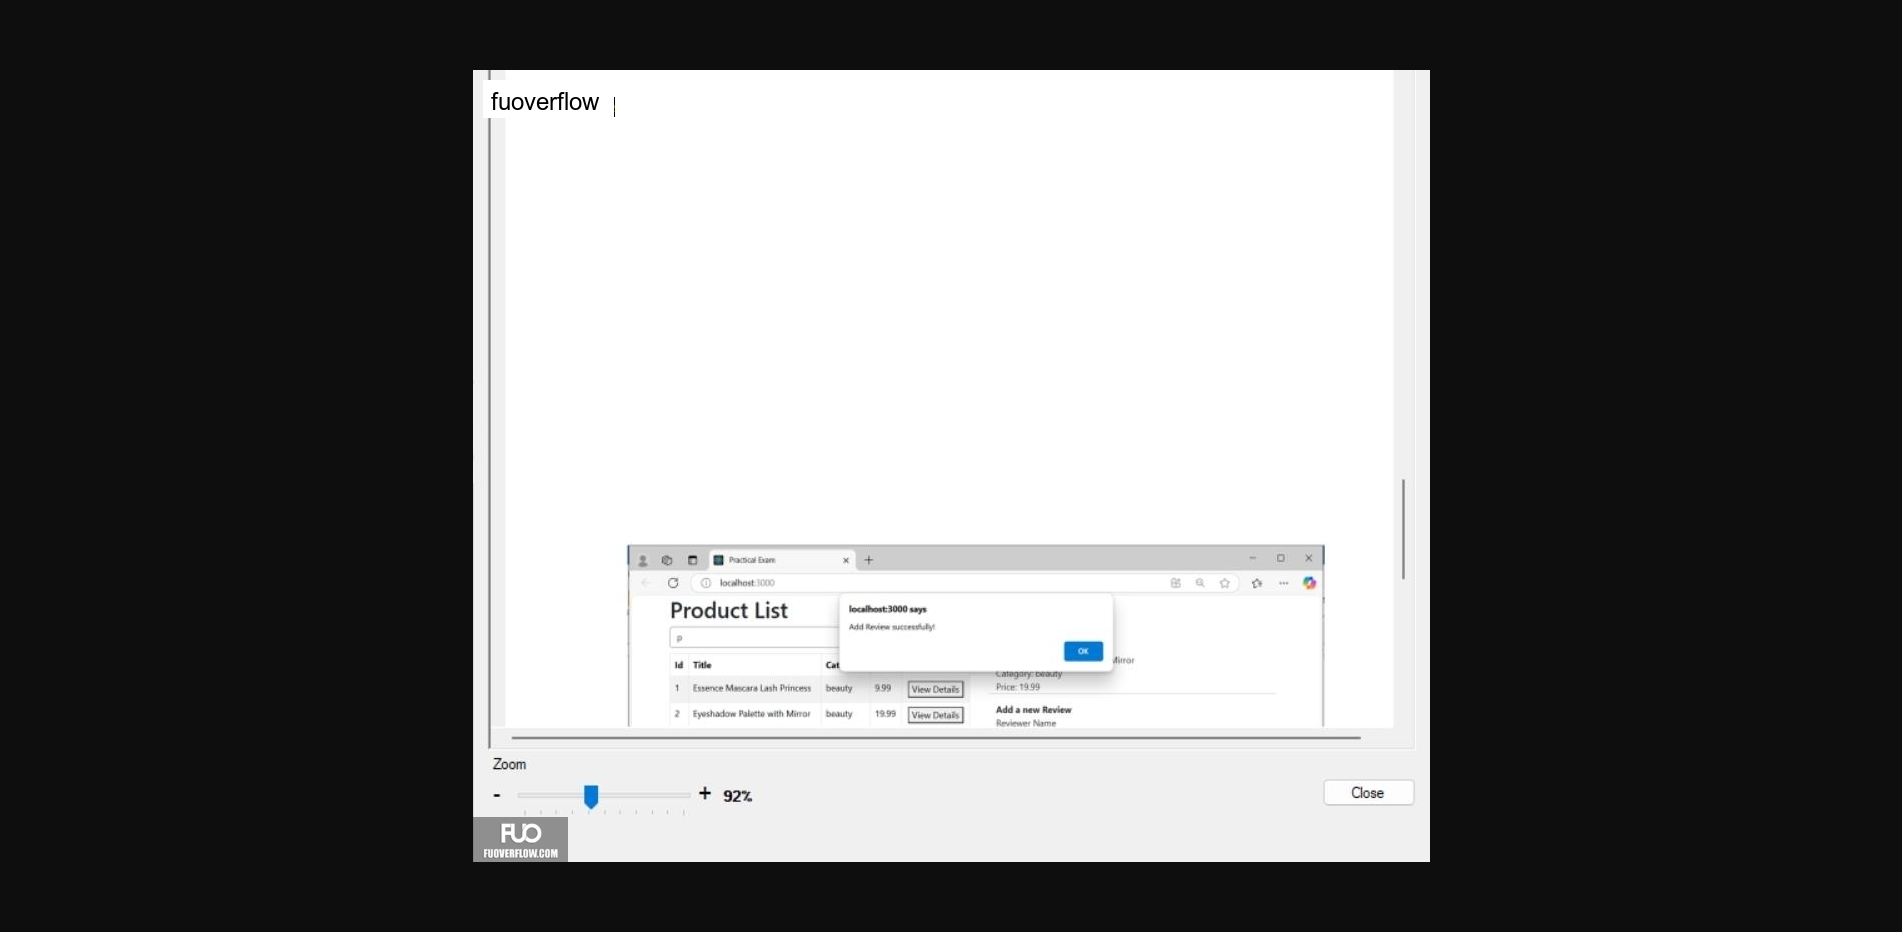 fuoverflow
Practical Exam
localhost:3000
Product List
localhost:3000 says
Add Review successfully!
OK
p
Mirror
Id Title Cat
Category: beauty
1 Essence Mascara Lash Princess beauty 9.99 View Details
Price: 19.99
2 Eyeshadow Palette with Mirror beauty 19.99 View Details
Add a new Review
Reviewer Name
Zoom
- + 92%
Close
FUO
FUOVERFLOW.COM